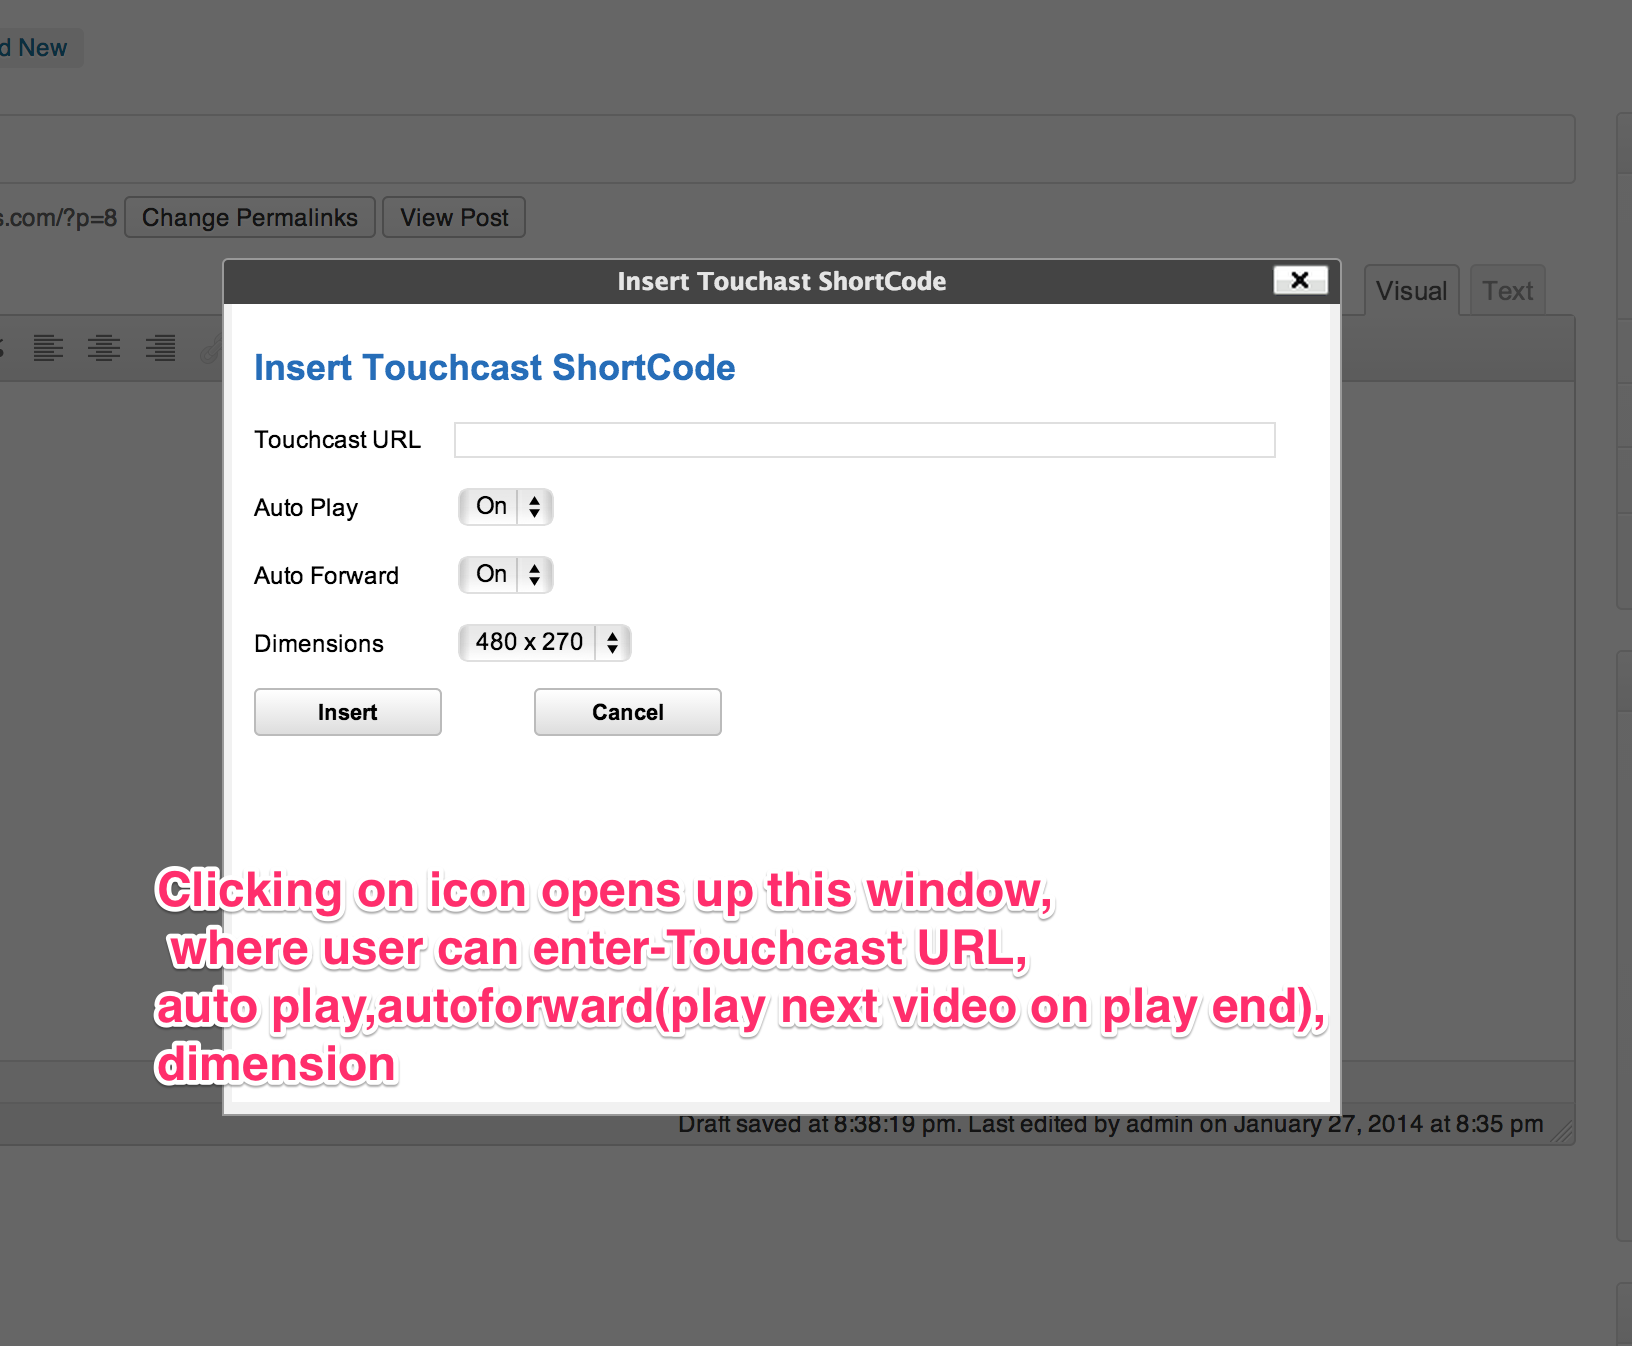 d New
s.com/?p=8 Change Permalinks View Post
Insert Touchast ShortCode
Visual Text
Insert Touchcast ShortCode
Touchcast URL
Auto Play On
Auto Forward On
Dimensions 480 x 270
Insert Cancel
Clicking on icon opens up this window,
where user can enter-Touchcast URL,
auto play,autoforward(play next video on play end),
dimension
Draft saved at 8:38:19 pm. Last edited by admin on January 27, 2014 at 8:35 pm